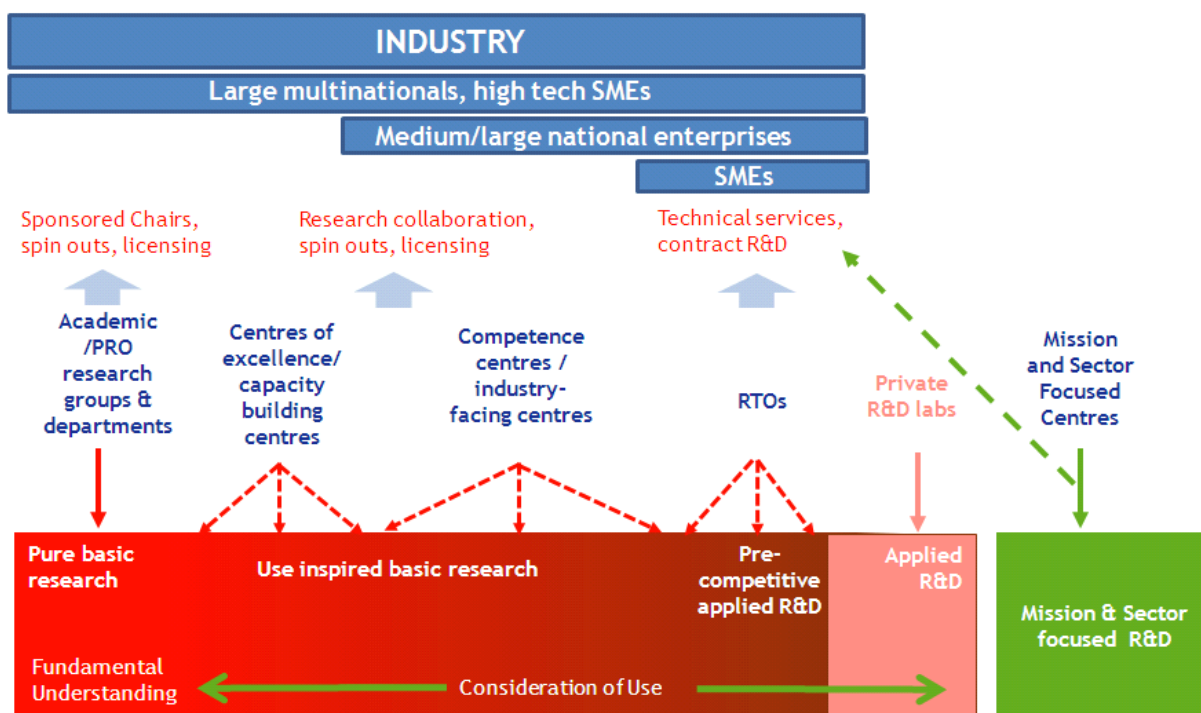 INDUSTRY
Large multinationals, high tech SMEs
Medium/large national enterprises
SMEs
Sponsored Chairs,
spin outs, licensing
Research collaboration,
spin outs, licensing
Technical services,
contract R&D
Academic
/PRO
research
groups &
departments
Centres of
excellence/
capacity
building
centres
Competence
centres /
industry-
facing centres
RTOs
Private
R&D labs
Mission
and Sector
Focused
Centres
Pure basic
research
Use inspired basic research
Pre-
competitive
applied R&D
Applied
R&D
Mission & Sector
focused R&D
Fundamental
Understanding
Consideration of Use